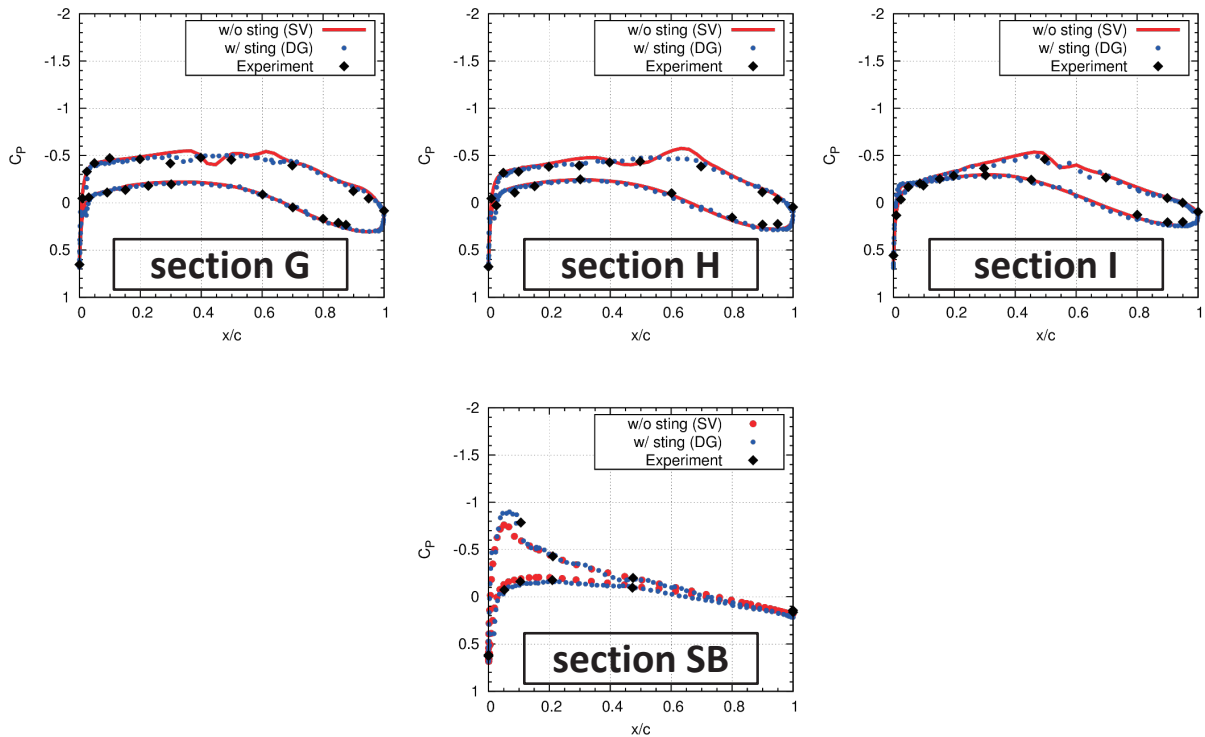 -2
w/o sting (SV)
w/ sting (DG)
Experiment
-1.5
-1
-0.5
0
0.5
1
CP
section G
0 0.2 0.4 0.6 0.8 1
x/c
-2
w/o sting (SV)
w/ sting (DG)
Experiment
-1.5
-1
-0.5
0
0.5
1
CP
section H
0 0.2 0.4 0.6 0.8 1
x/c
-2
w/o sting (SV)
w/ sting (DG)
Experiment
-1.5
-1
-0.5
0
0.5
1
CP
section I
0 0.2 0.4 0.6 0.8 1
x/c
-2
w/o sting (SV)
w/ sting (DG)
Experiment
-1.5
-1
-0.5
0
0.5
1
CP
section SB
0 0.2 0.4 0.6 0.8 1
x/c